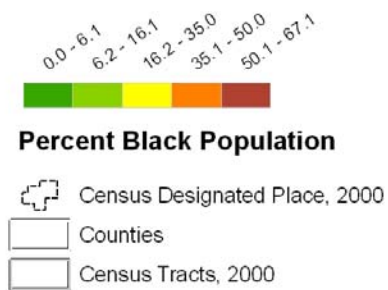 0.0 - 6.1
6.2 - 16.1
16.2 - 35.0
35.1 - 50.0
50.1 - 67.1
Percent Black Population
Census Designated Place, 2000
Counties
Census Tracts, 2000